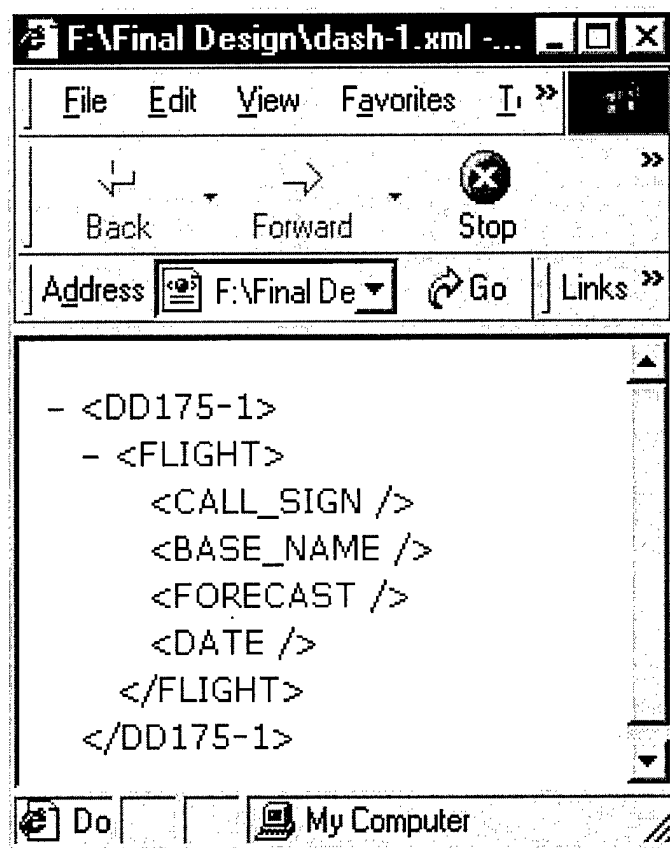 F:\Final Design\dash-1.xml -...
File Edit View Favorites »
Back Forward Stop »
Address F:\Final De Go Links »
- <DD175-1>
- <FLIGHT>
<CALL_SIGN />
<BASE_NAME />
<FORECAST />
<DATE />
</FLIGHT>
</DD175-1>
Do My Computer